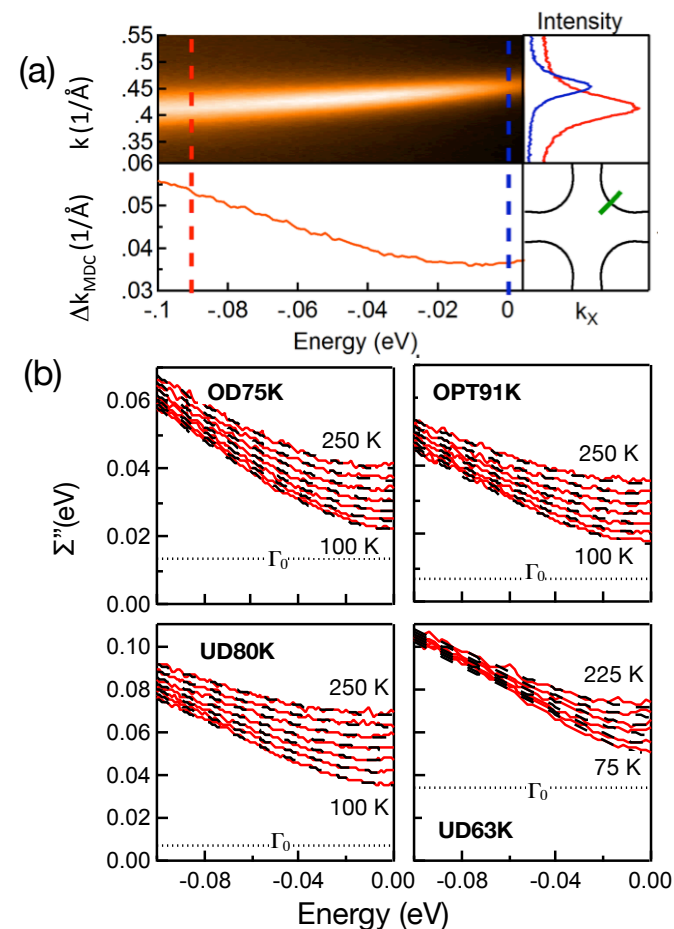 Intensity
(a)
k (1/Å)
.55
.45
.4
.35
.06
.05
.04
.03
Δk_MDC (1/Å)
-.1 -.08 -.06 -.04 -.02 0
k_X
Energy (eV)
(b)
OD75K
OPT91K
0.06
250 K
250 K
0.04
Σ''(eV)
0.02
100 K
100 K
Γ₀
Γ₀
0.00
0.10
UD80K
0.08
250 K
225 K
0.06
75 K
0.04
100 K
Γ₀
0.02
UD63K
Γ₀
0.00
-0.08 -0.04 0.00
-0.08 -0.04 0.00
Energy (eV)